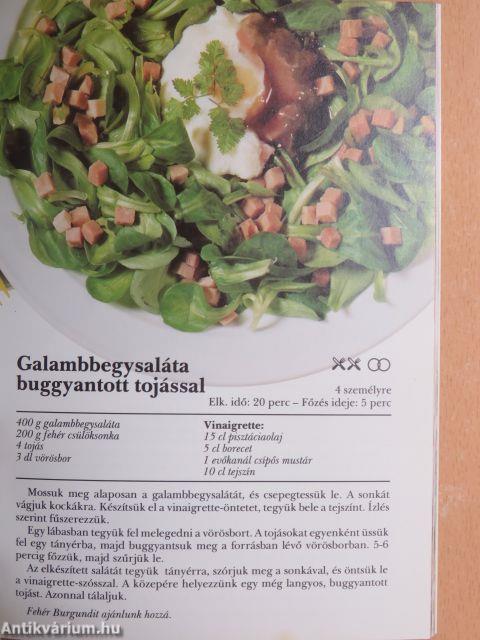 Galambbegysaláta
buggyantott tojással
4 személyre
Elk. idő: 20 perc – Főzés ideje: 5 perc
400 g galambbegysaláta
200 g fehér csülöksonka
4 tojás
3 dl vörösbor
Vinaigrette:
15 cl pisztáciaolaj
5 cl borecet
1 evőkanál csípős mustár
10 cl tejszín
Mossuk meg alaposan a galambbegysalátát, és csepegtessük le. A sonkát
vágjuk kockákra. Készítsük el a vinaigrette-öntetet, tegyük bele a tejszínt. Ízlés
szerint fűszerezzük.
Egy lábasban tegyük fel melegedni a vörösbort. A tojásokat egyenként üssük
fel egy tányérba, majd buggyantsuk meg a forrásban lévő vörösborban. 5-6
percig főzzük, majd szűrjük le.
Az elkészített salátát tegyük tányérra, szórjuk meg a sonkával, és öntsük le
a vinaigrette-szósszal. A közepére helyezzünk egy még langyos, buggyantott
tojást. Azonnal tálaljuk.
Fehér Burgundit ajánlunk hozzá.
Antikvárium.hu